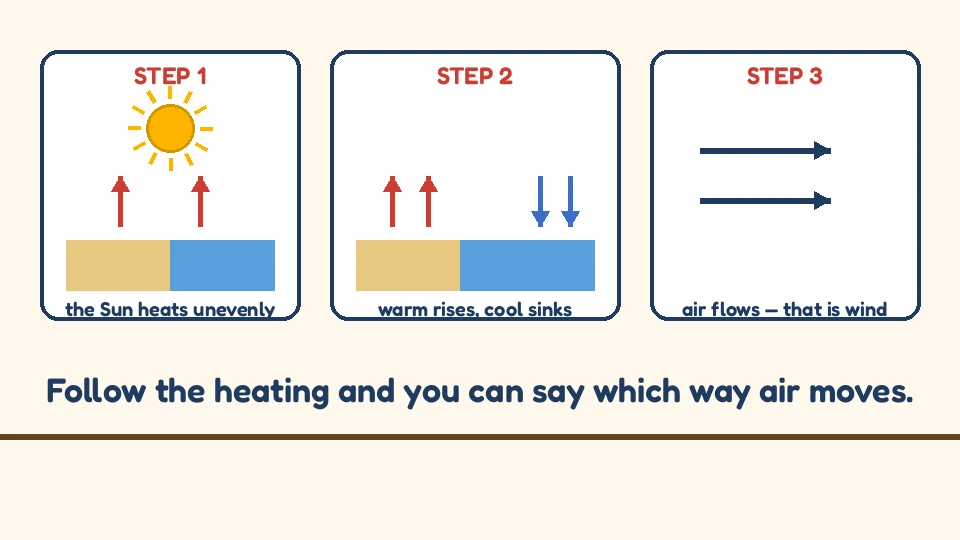 STEP 1
the Sun heats unevenly
STEP 2
warm rises, cool sinks
STEP 3
air flows — that is wind
Follow the heating and you can say which way air moves.